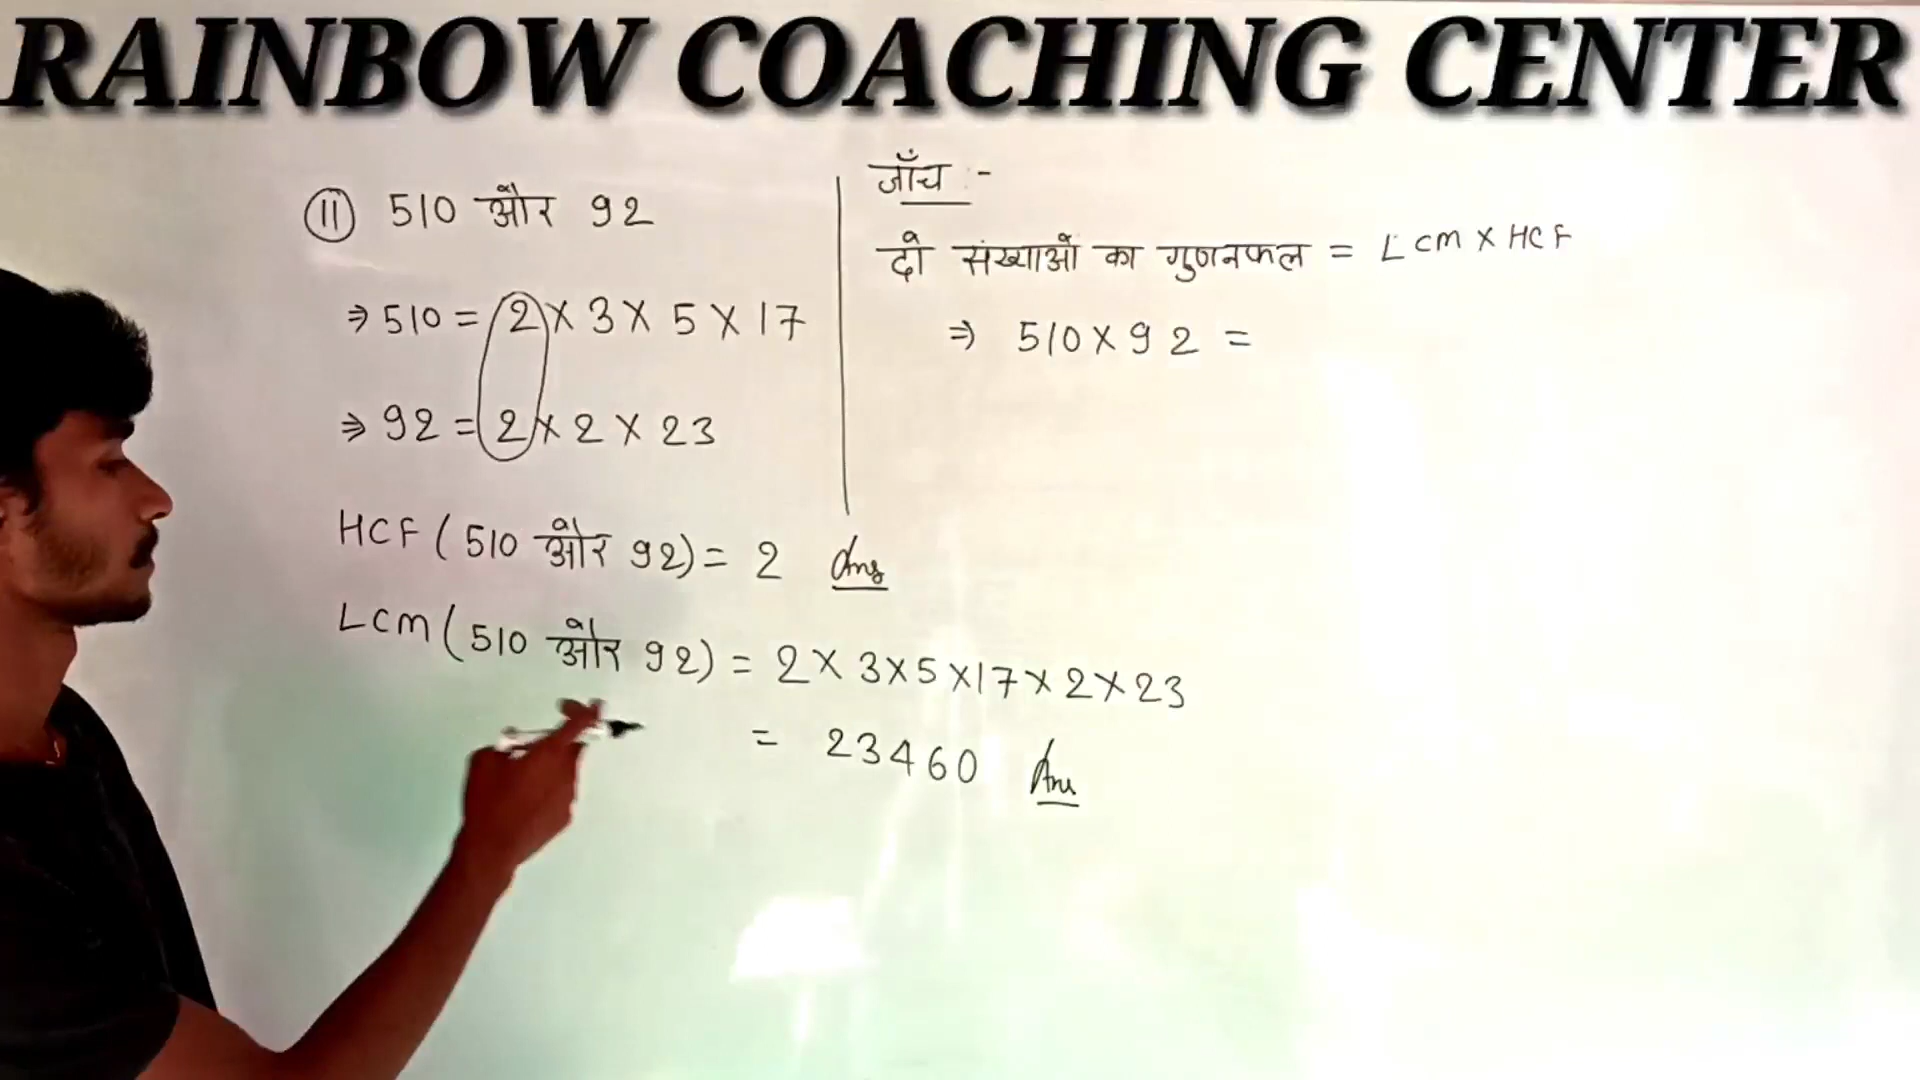 RAINBOW COACHING CENTER
(ii) 510 और 92
⇒ 510 = 2 × 3 × 5 × 17
⇒ 92 = 2 × 2 × 23
HCF (510 और 92) = 2 Ans
LCM (510 और 92) = 2 × 3 × 5 × 17 × 2 × 23
= 23460 Ans
जाँच :-
दो संख्याओं का गुणनफल = LCM × HCF
⇒ 510 × 92 =